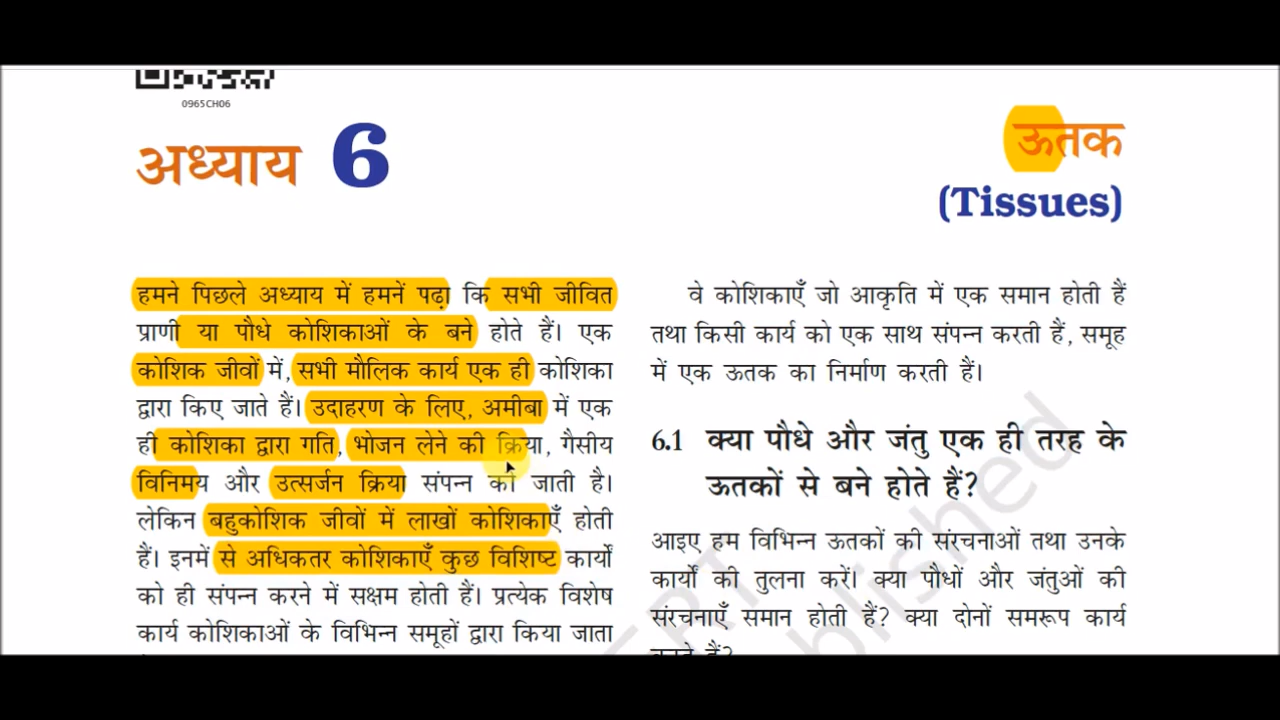 0965CH06
अध्याय 6
ऊतक
(Tissues)
हमने पिछले अध्याय में हमनें पढ़ा कि सभी जीवित
प्राणी या पौधे कोशिकाओं के बने होते हैं। एक
कोशिक जीवों में, सभी मौलिक कार्य एक ही कोशिका
द्वारा किए जाते हैं। उदाहरण के लिए, अमीबा में एक
ही कोशिका द्वारा गति, भोजन लेने की क्रिया, गैसीय
विनिमय और उत्सर्जन क्रिया संपन्न की जाती है।
लेकिन बहुकोशिक जीवों में लाखों कोशिकाएँ होती
हैं। इनमें से अधिकतर कोशिकाएँ कुछ विशिष्ट कार्यों
को ही संपन्न करने में सक्षम होती हैं। प्रत्येक विशेष
कार्य कोशिकाओं के विभिन्न समूहों द्वारा किया जाता
वे कोशिकाएँ जो आकृति में एक समान होती हैं
तथा किसी कार्य को एक साथ संपन्न करती हैं, समूह
में एक ऊतक का निर्माण करती हैं।
6.1 क्या पौधे और जंतु एक ही तरह के
ऊतकों से बने होते हैं?
आइए हम विभिन्न ऊतकों की संरचनाओं तथा उनके
कार्यों की तुलना करें। क्या पौधों और जंतुओं की
संरचनाएँ समान होती हैं? क्या दोनों समरूप कार्य
करते हैं?